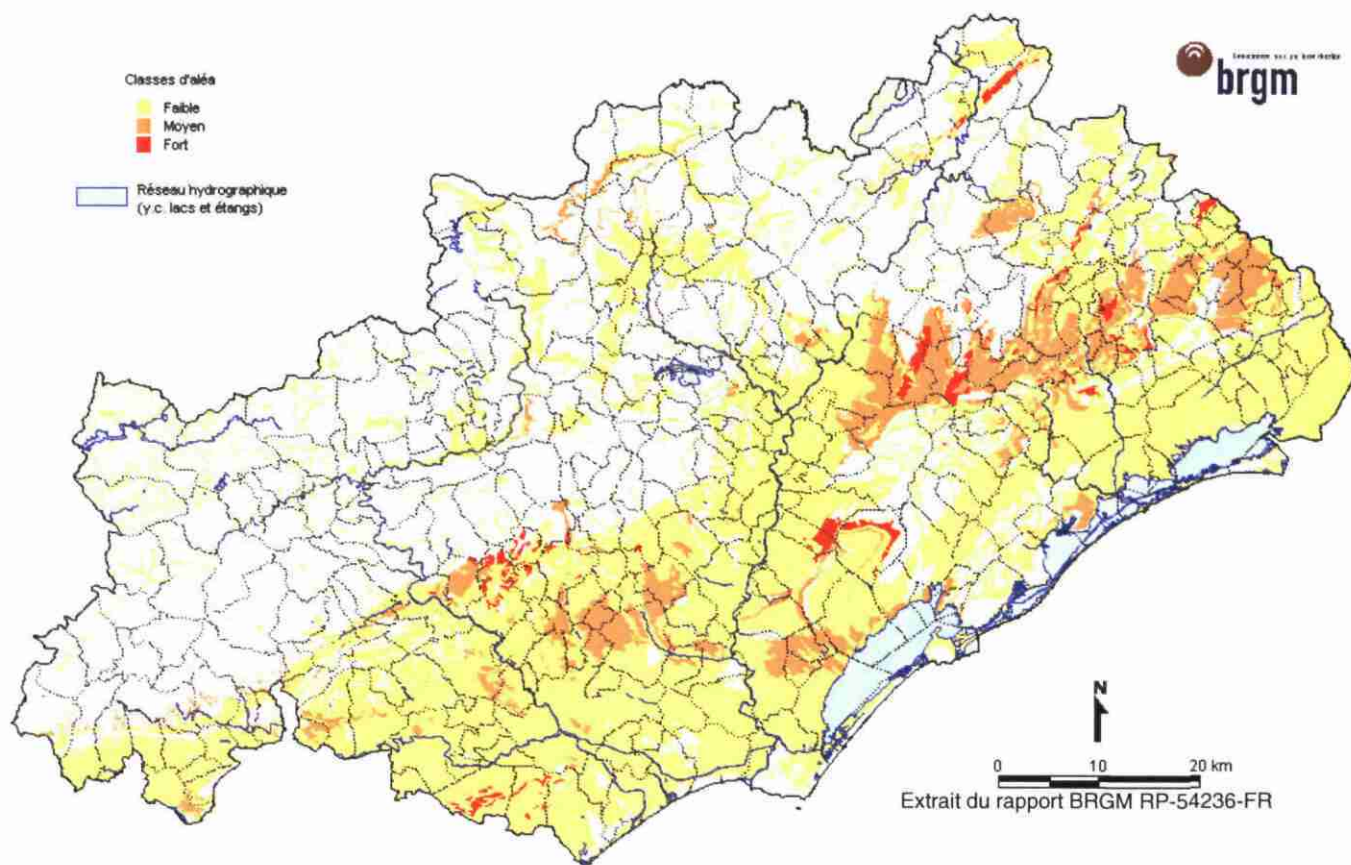 Classes d'aléa
Faible
Moyen
Fort
Réseau hydrographique
(y.c. lacs et étangs)
brgm
N
0 10 20 km
Extrait du rapport BRGM RP-54236-FR